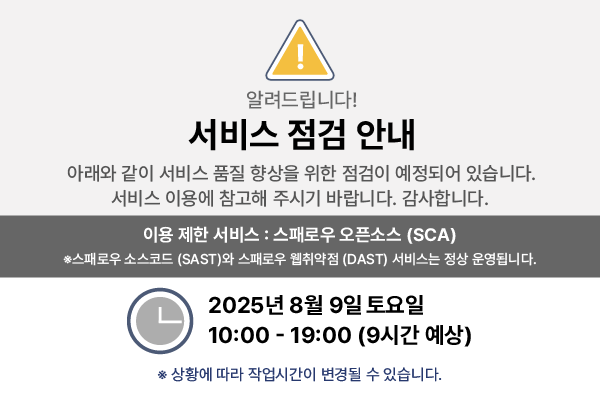 !
알려드립니다!
서비스 점검 안내
아래와 같이 서비스 품질 향상을 위한 점검이 예정되어 있습니다.
서비스 이용에 참고해 주시기 바랍니다. 감사합니다.
이용 제한 서비스 : 스패로우 오픈소스 (SCA)
※스패로우 소스코드 (SAST)와 스패로우 웹취약점 (DAST) 서비스는 정상 운영됩니다.
2025년 8월 9일 토요일
10:00 - 19:00 (9시간 예상)
※ 상황에 따라 작업시간이 변경될 수 있습니다.